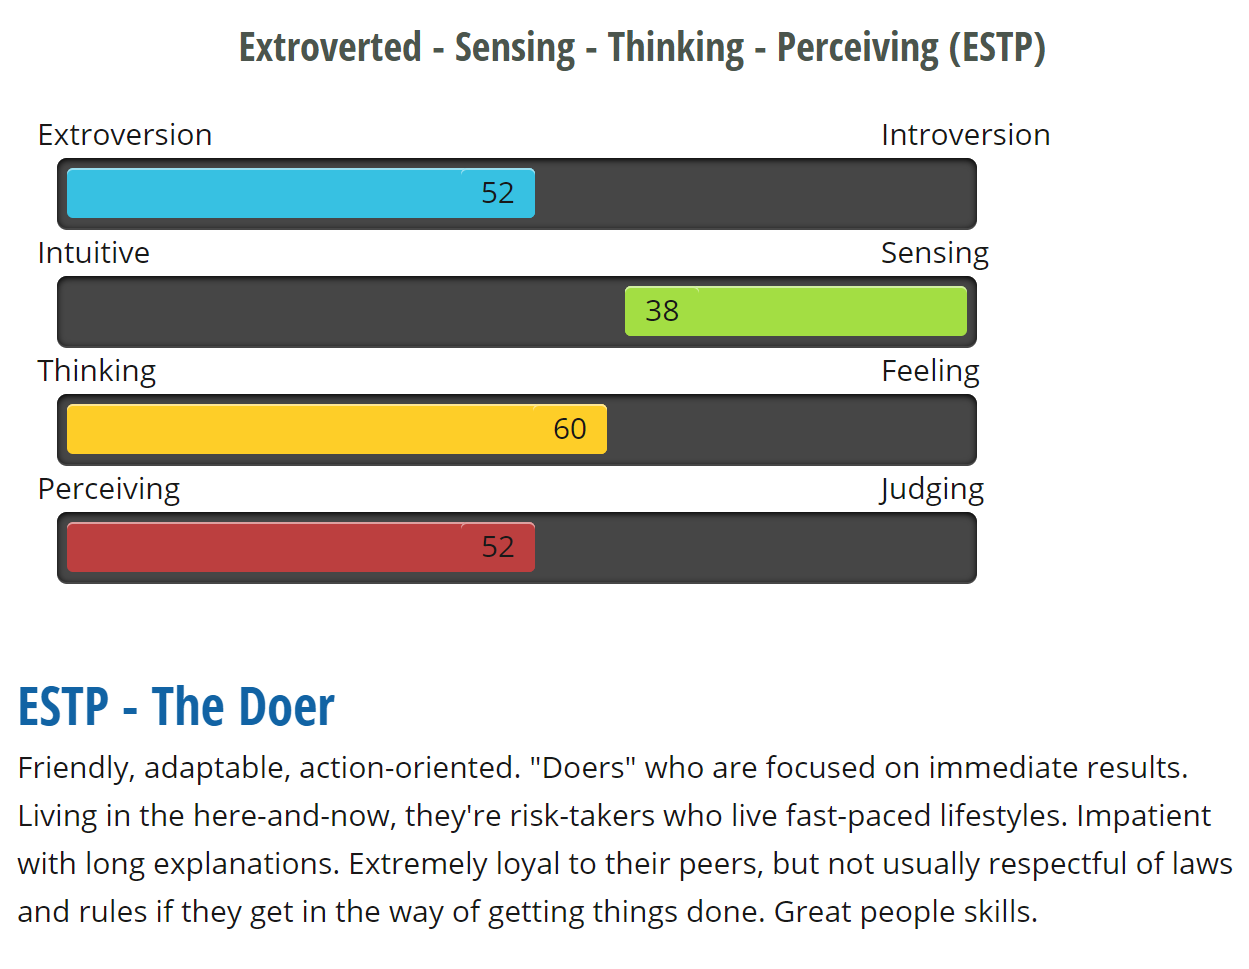 Extroverted - Sensing - Thinking - Perceiving (ESTP)
Extroversion Introversion
52
Intuitive Sensing
38
Thinking Feeling
60
Perceiving Judging
52
ESTP - The Doer
Friendly, adaptable, action-oriented. "Doers" who are focused on immediate results.
Living in the here-and-now, they're risk-takers who live fast-paced lifestyles. Impatient
with long explanations. Extremely loyal to their peers, but not usually respectful of laws
and rules if they get in the way of getting things done. Great people skills.